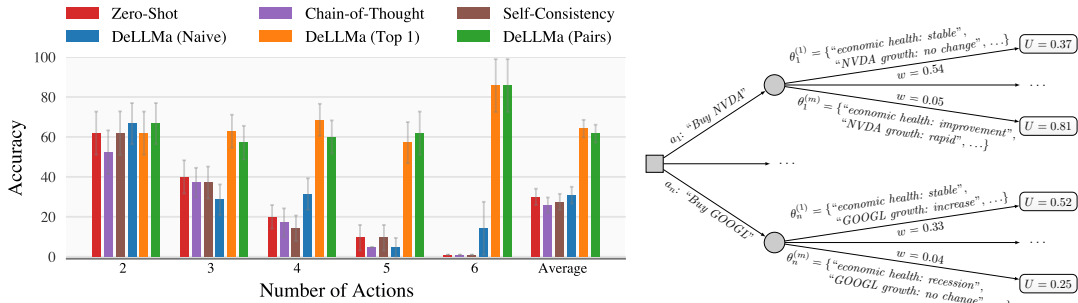 Zero-Shot
Chain-of-Thought
Self-Consistency
DeLLMa (Naive)
DeLLMa (Top 1)
DeLLMa (Pairs)
Accuracy
100
80
60
40
20
0
2
3
4
5
6
Average
Number of Actions
a₁: "Buy NVDA"
θ₁⁽¹⁾ = {"economic health: stable",
"NVDA growth: no change", …}
w = 0.54
U = 0.37
…
w = 0.05
θ₁⁽ᵐ⁾ = {"economic health: improvement",
"NVDA growth: rapid", …}
U = 0.81
…
aₙ: "Buy GOOGL"
θₙ⁽¹⁾ = {"economic health: stable",
"GOOGL growth: increase", …}
w = 0.33
U = 0.52
…
w = 0.04
θₙ⁽ᵐ⁾ = {"economic health: recession",
"GOOGL growth: no change", …}
U = 0.25